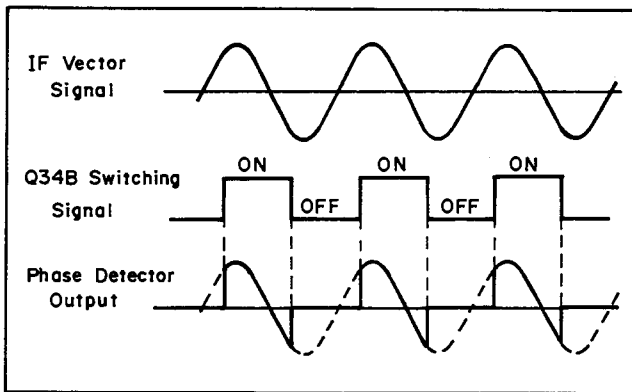 IF Vector
Signal
Q34B Switching
Signal
ON
OFF
ON
OFF
ON
Phase Detector
Output